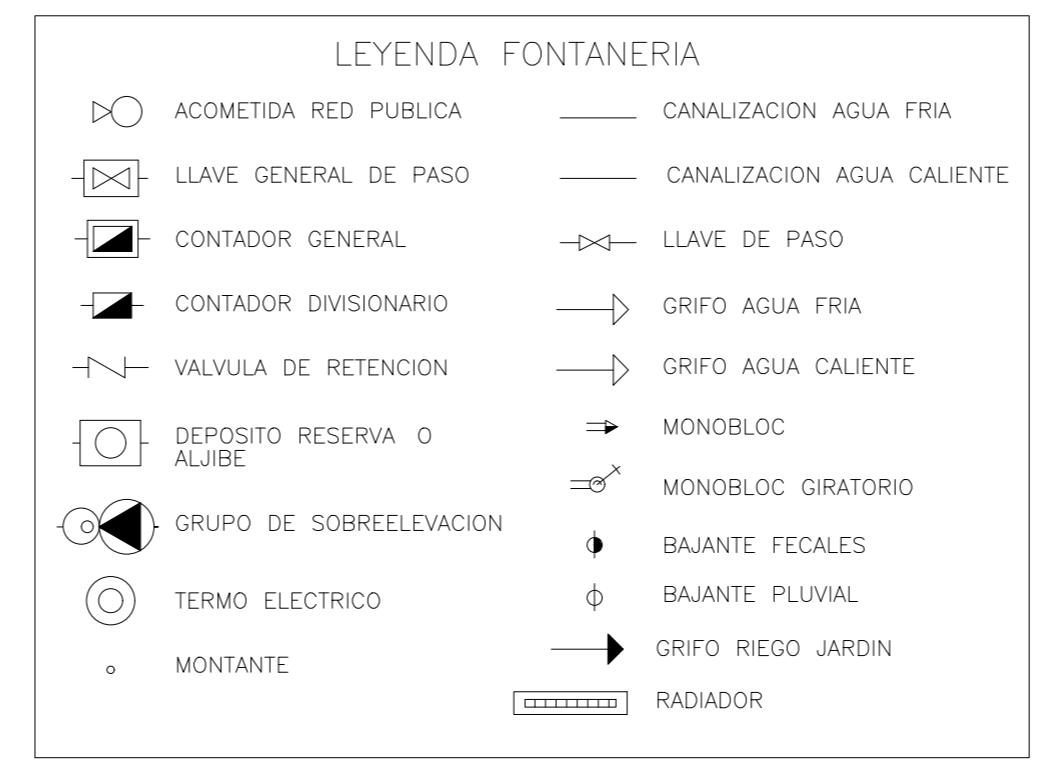 LEYENDA FONTANERIA
ACOMETIDA RED PUBLICA
LLAVE GENERAL DE PASO
CONTADOR GENERAL
CONTADOR DIVISIONARIO
VALVULA DE RETENCION
DEPOSITO RESERVA O
ALJIBE
GRUPO DE SOBREELEVACION
TERMO ELECTRICO
MONTANTE
CANALIZACION AGUA FRIA
CANALIZACION AGUA CALIENTE
LLAVE DE PASO
GRIFO AGUA FRIA
GRIFO AGUA CALIENTE
MONOBLOC
MONOBLOC GIRATORIO
BAJANTE FECALES
BAJANTE PLUVIAL
GRIFO RIEGO JARDIN
RADIADOR